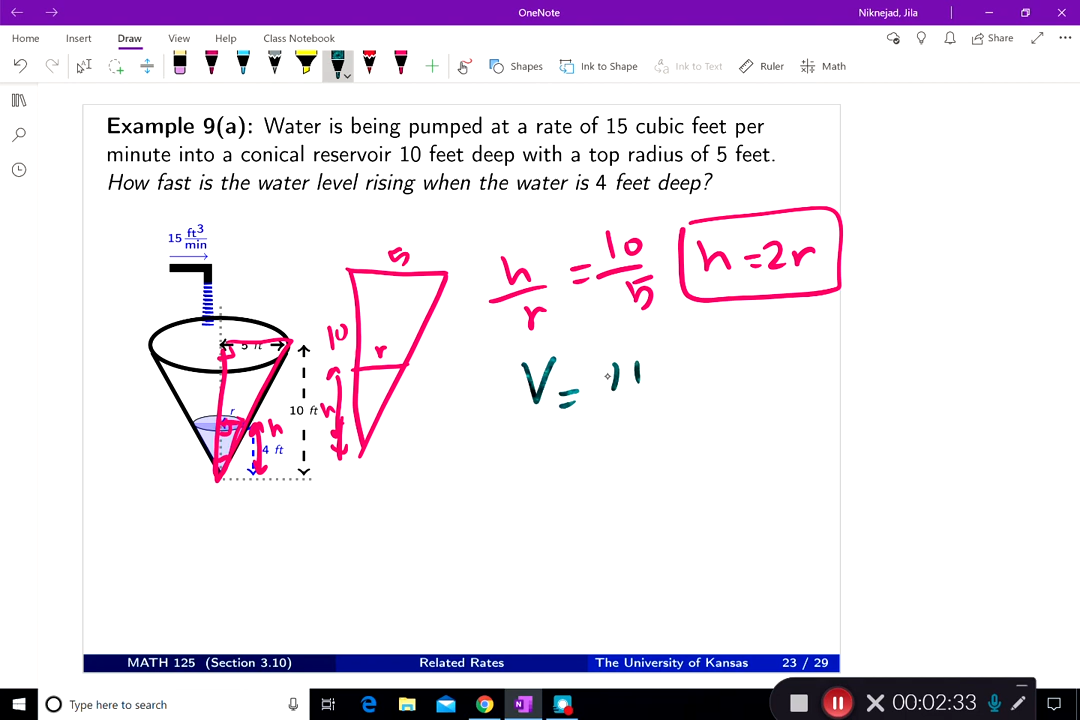 OneNote
Niknejad, Jila
Home Insert Draw View Help Class Notebook
Share
Shapes Ink to Shape Ink to Text Ruler Math
Example 9(a): Water is being pumped at a rate of 15 cubic feet per
minute into a conical reservoir 10 feet deep with a top radius of 5 feet.
How fast is the water level rising when the water is 4 feet deep?
15 ft3/min
5 ft
10 ft
r
h
4 ft
5
10
r
h
h/r = 10/5
h = 2r
V =
MATH 125 (Section 3.10) Related Rates The University of Kansas 23 / 29
Type here to search
00:02:33